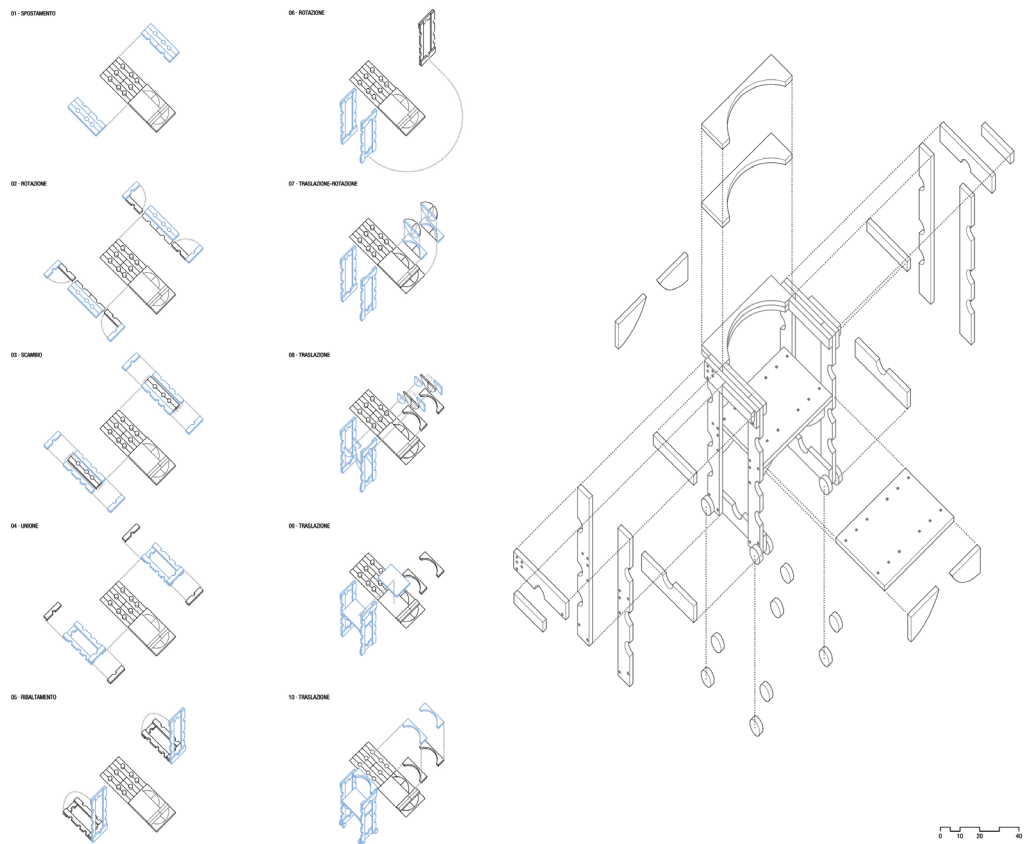 01 - SPOSTAMENTO
02 - ROTAZIONE
03 - SCAMBIO
04 - UNIONE
05 - RIBALTAMENTO
06 - ROTAZIONE
07 - TRASLAZIONE-ROTAZIONE
08 - TRASLAZIONE
09 - TRASLAZIONE
10 - TRASLAZIONE
0 10 20 40